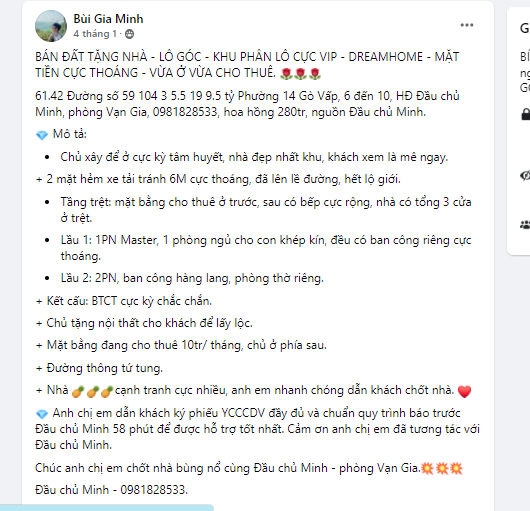 Bùi Gia Minh
4 tháng 1 ·
BÁN ĐẤT TẶNG NHÀ - LÔ GÓC - KHU PHÂN LÔ CỰC VIP - DREAMHOME - MẶT
TIỀN CỰC THOÁNG - VỪA Ở VỪA CHO THUÊ. 🌹🌹🌹
61.42 Đường số 59 104 3 5.5 19 9.5 tỷ Phường 14 Gò Vấp, 6 đến 10, HĐ Đầu chủ
Minh, phòng Vạn Gia, 0981828533, hoa hồng 280tr, nguồn Đầu chủ Minh.
💎 Mô tả:
• Chủ xây để ở cực kỳ tâm huyết, nhà đẹp nhất khu, khách xem là mê ngay.
+ 2 mặt hẻm xe tải tránh 6M cực thoáng, đã lên lề đường, hết lộ giới.
• Tầng trệt: mặt bằng cho thuê ở trước, sau có bếp cực rộng, nhà có tổng 3 cửa
ở trệt.
• Lầu 1: 1PN Master, 1 phòng ngủ cho con khép kín, đều có ban công riêng cực
thoáng.
• Lầu 2: 2PN, ban công hàng lang, phòng thờ riêng.
+ Kết cấu: BTCT cực kỳ chắc chắn.
+ Chủ tặng nội thất cho khách để lấy lộc.
+ Mặt bằng đang cho thuê 10tr/ tháng, chủ ở phía sau.
+ Đường thông tứ tung.
+ Nhà 🍍🍍🍍cạnh tranh cực nhiều, anh em nhanh chóng dẫn khách chốt nhà. ❤️
💎 Anh chị em dẫn khách ký phiếu YCCCDV đầy đủ và chuẩn quy trình báo trước
Đầu chủ Minh 58 phút để được hỗ trợ tốt nhất. Cảm ơn anh chị em đã tương tác với
Đầu chủ Minh.
Chúc anh chị em chốt nhà bùng nổ cùng Đầu chủ Minh - phòng Vạn Gia.💥💥💥
Đầu chủ Minh - 0981828533.